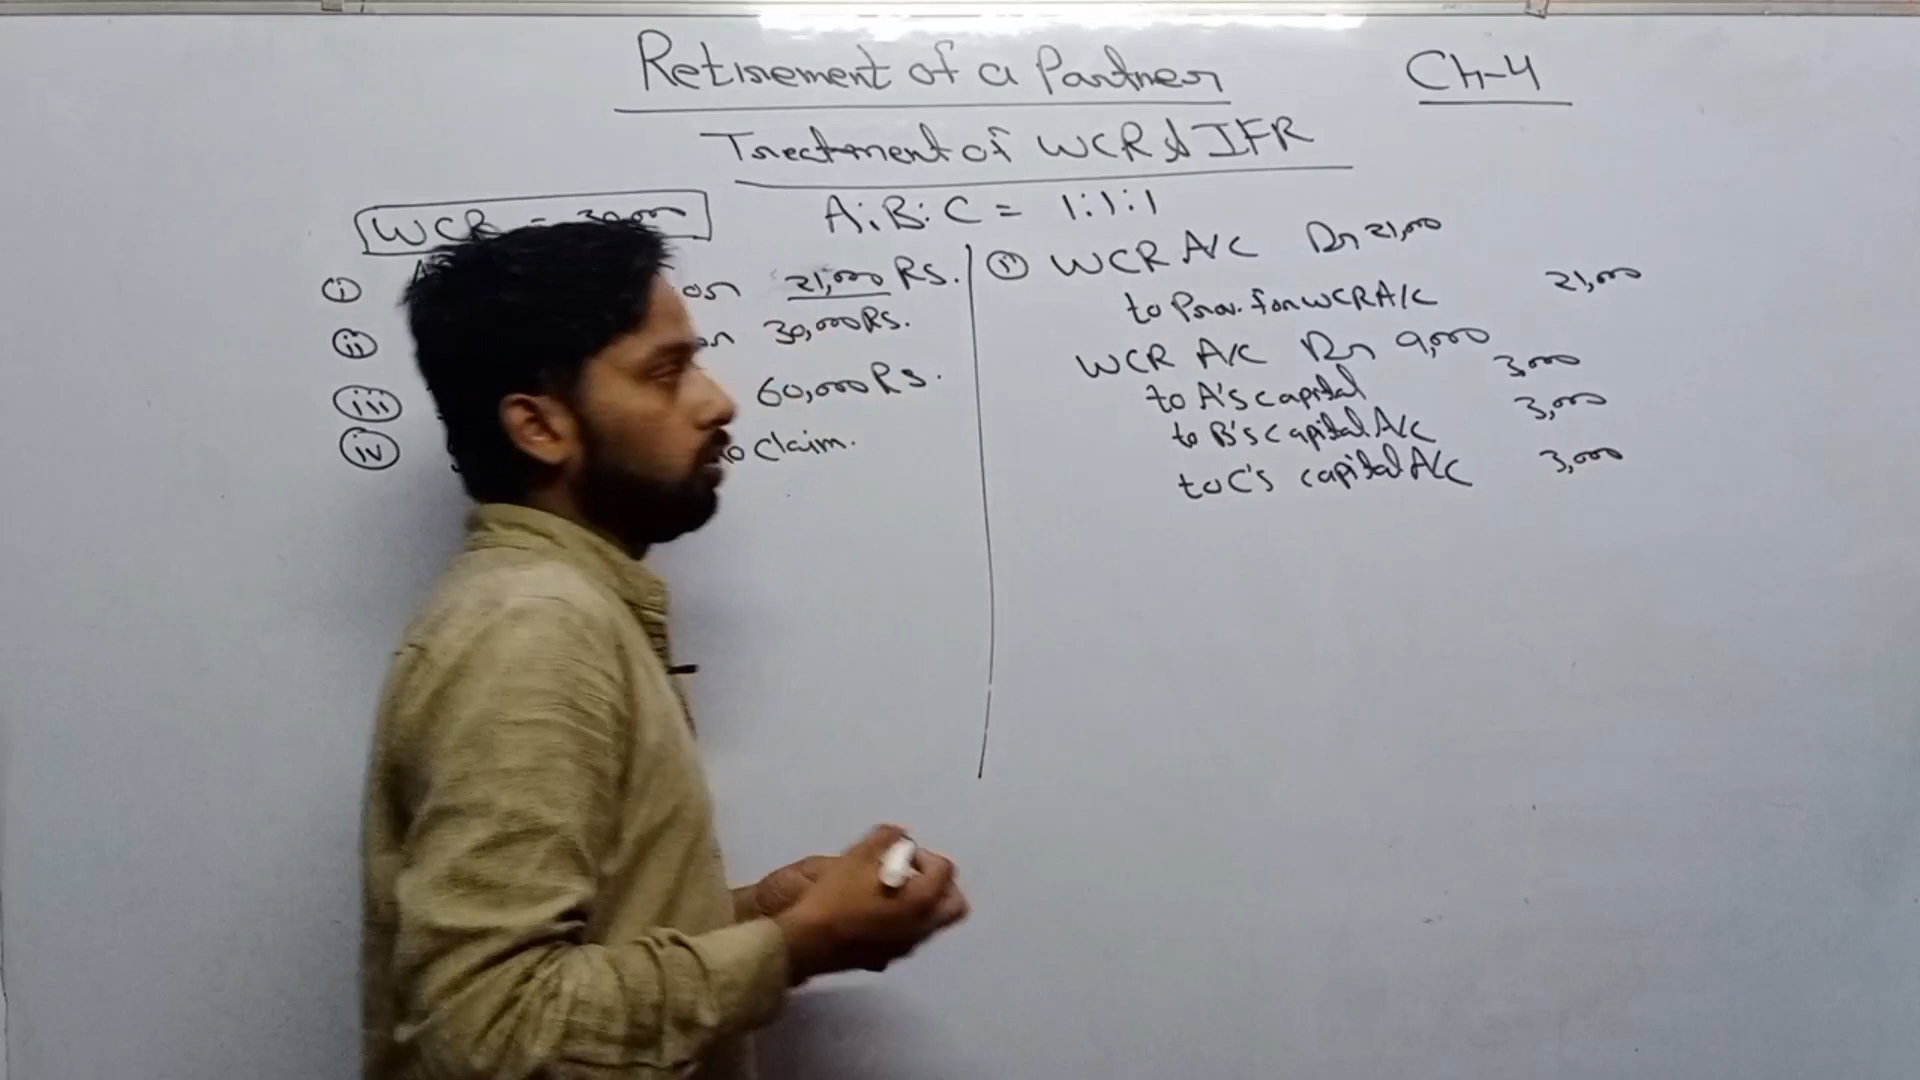 Retirement of a Partner
Ch-4
Treatment of WCR & IFR
WCR = 30,000
A:B:C = 1:1:1
(i) on 21,000 Rs.
(ii) on 30,000 Rs.
(iii) 60,000 Rs.
(iv) no Claim.
(i) WCR A/C Dr 21,000
to Prov. for WCR A/C 21,000
WCR A/C Dr 9,000
to A's capital 3,000
to B's capital A/C 3,000
to C's capital A/C 3,000